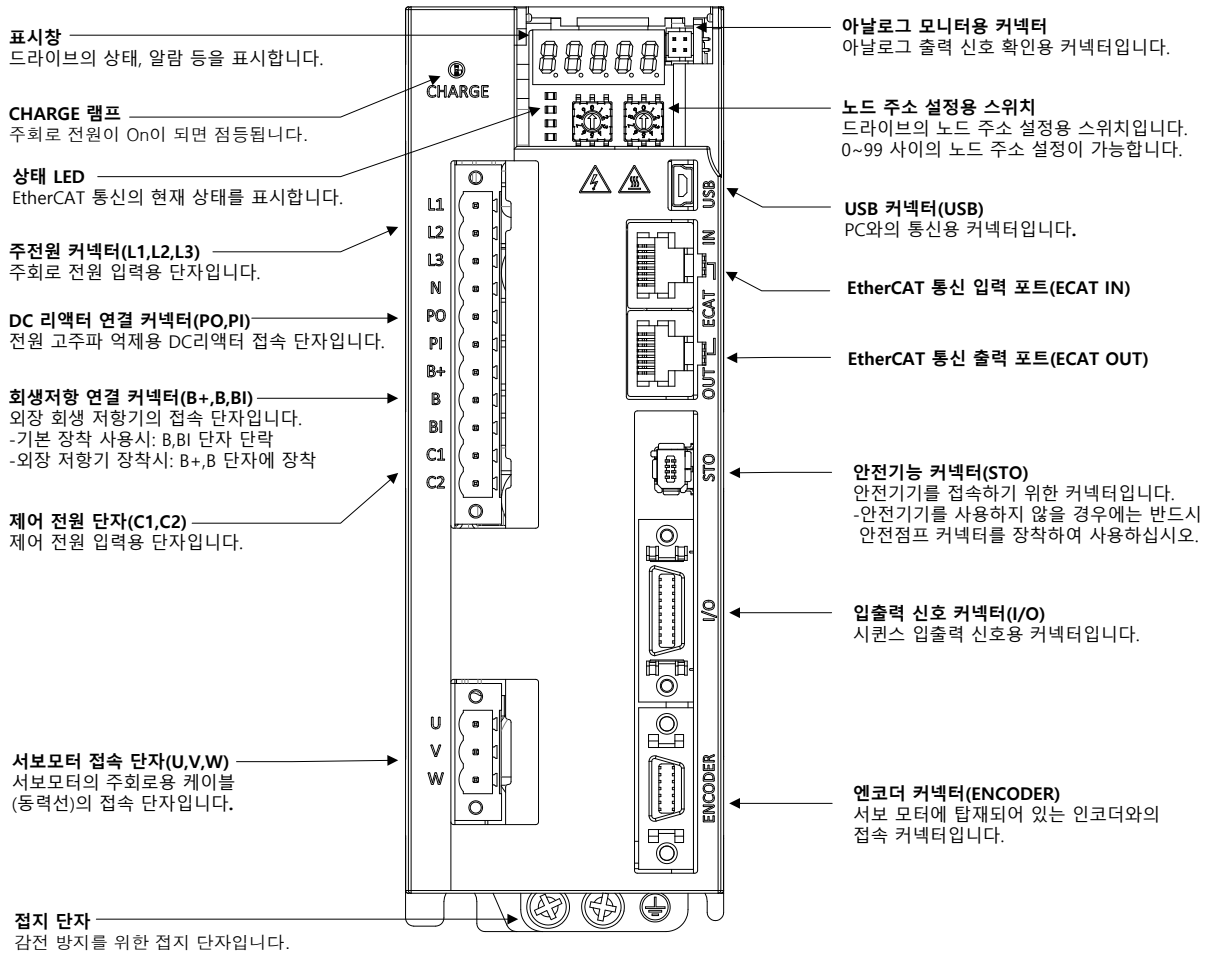 표시창
드라이브의 상태, 알람 등을 표시합니다.
CHARGE 램프
주회로 전원이 On이 되면 점등됩니다.
상태 LED
EtherCAT 통신의 현재 상태를 표시합니다.
주전원 커넥터(L1,L2,L3)
주회로 전원 입력용 단자입니다.
DC 리액터 연결 커넥터(PO,PI)
전원 고주파 억제용 DC리액터 접속 단자입니다.
회생저항 연결 커넥터(B+,B,BI)
외장 회생 저항기의 접속 단자입니다.
-기본 장착 사용시: B,BI 단자 단락
-외장 저항기 장착시: B+,B 단자에 장착
제어 전원 단자(C1,C2)
제어 전원 입력용 단자입니다.
서보모터 접속 단자(U,V,W)
서보모터의 주회로용 케이블
(동력선)의 접속 단자입니다.
접지 단자
감전 방지를 위한 접지 단자입니다.
CHARGE
L1
L2
L3
N
PO
PI
B+
B
BI
C1
C2
U
V
W
USB
IN
ECAT
OUT
STO
I/O
ENCODER
아날로그 모니터용 커넥터
아날로그 출력 신호 확인용 커넥터입니다.
노드 주소 설정용 스위치
드라이브의 노드 주소 설정용 스위치입니다.
0~99 사이의 노드 주소 설정이 가능합니다.
USB 커넥터(USB)
PC와의 통신용 커넥터입니다.
EtherCAT 통신 입력 포트(ECAT IN)
EtherCAT 통신 출력 포트(ECAT OUT)
안전기능 커넥터(STO)
안전기기를 접속하기 위한 커넥터입니다.
-안전기기를 사용하지 않을 경우에는 반드시
안전점프 커넥터를 장착하여 사용하십시오.
입출력 신호 커넥터(I/O)
시퀀스 입출력 신호용 커넥터입니다.
엔코더 커넥터(ENCODER)
서보 모터에 탑재되어 있는 인코더와의
접속 커넥터입니다.